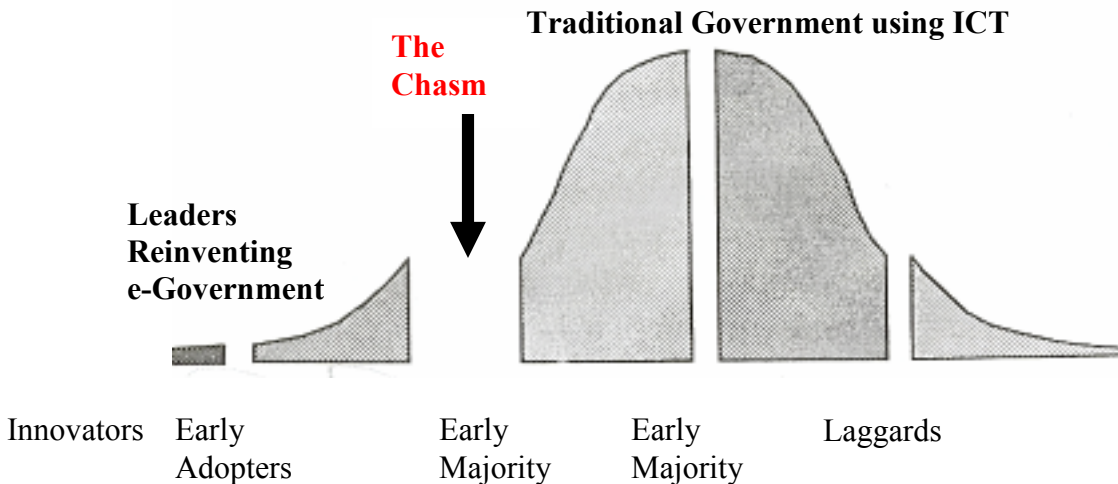 Traditional Government using ICT
The
Chasm
Leaders
Reinventing
e-Government
Innovators
Early
Adopters
Early
Majority
Early
Majority
Laggards